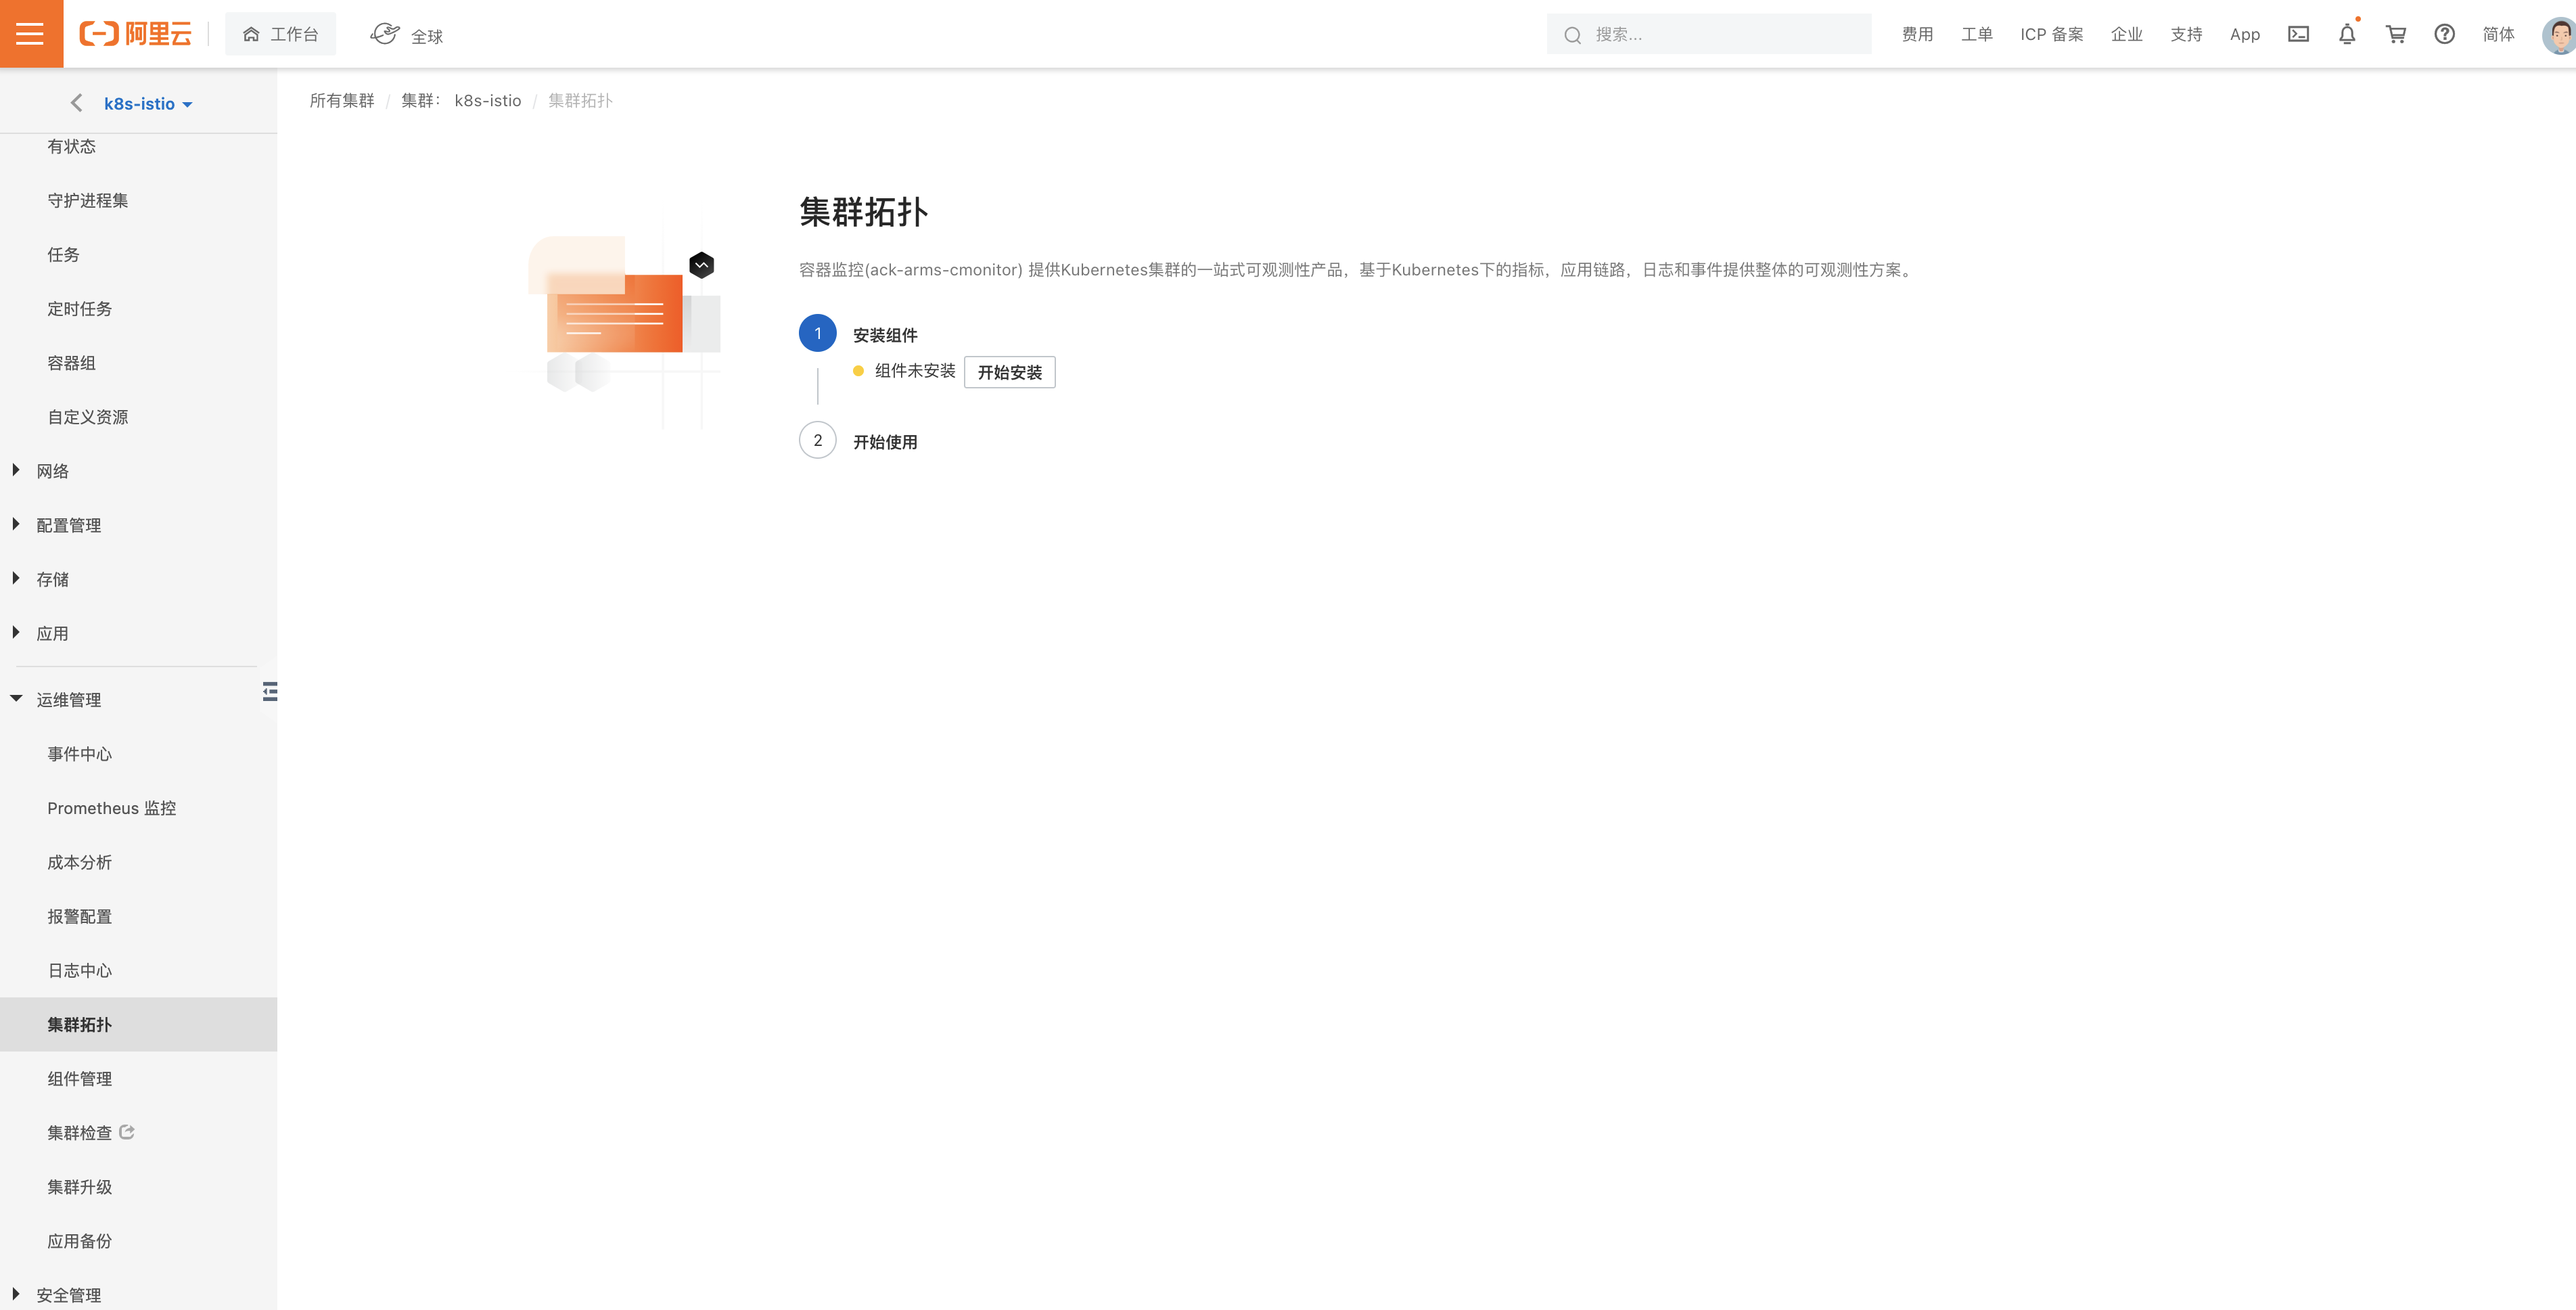 阿里云
工作台
全球
搜索...
费用
工单
ICP 备案
企业
支持
App
简体
k8s-istio
有状态
守护进程集
任务
定时任务
容器组
自定义资源
网络
配置管理
存储
应用
运维管理
事件中心
Prometheus 监控
成本分析
报警配置
日志中心
集群拓扑
组件管理
集群检查
集群升级
应用备份
安全管理
所有集群 / 集群： k8s-istio / 集群拓扑
集群拓扑
容器监控(ack-arms-cmonitor) 提供Kubernetes集群的一站式可观测性产品，基于Kubernetes下的指标，应用链路，日志和事件提供整体的可观测性方案。
1 安装组件
组件未安装 开始安装
2 开始使用